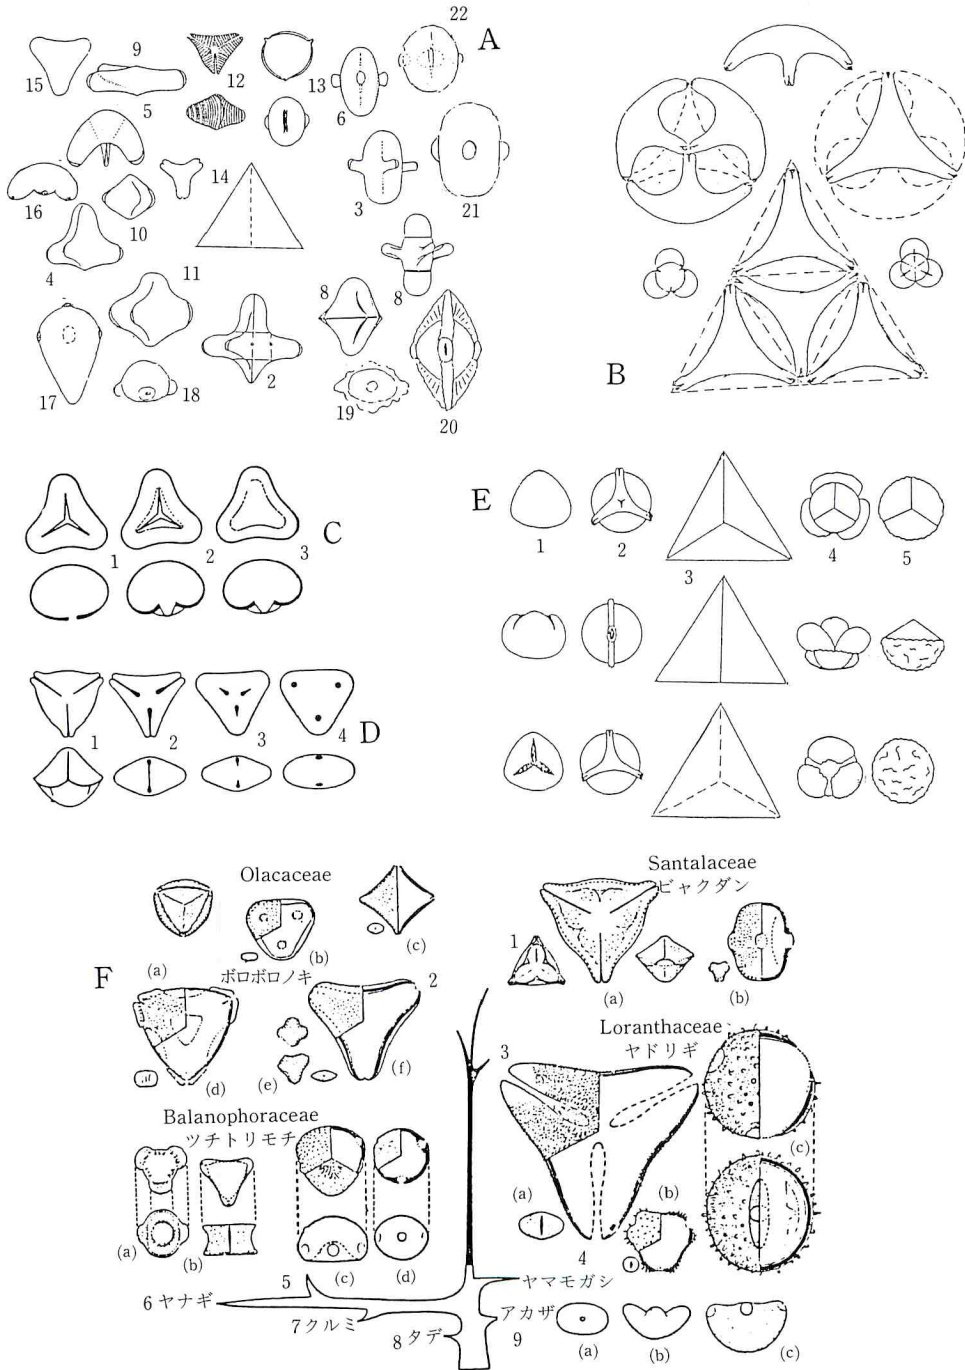 A
22
9
15
5
12
13
6
3
21
16
14
10
4
11
8
8
17
18
2
19
20
B
C
1
2
3
D
1
2
3
4
E
1
2
3
4
5
F
Olacaceae
(a)
(b)
(c)
ボロボロノキ
2
(d)
(e)
(f)
Santalaceae
ビャクダン
1
(a)
(b)
Loranthaceae
ヤドリギ
3
(a)
(b)
(c)
4
Balanophoraceae
ツチトリモチ
(a)
(b)
(c)
(d)
5
ヤマモガシ
6 ヤナギ
7 クルミ
8 タデ
アカザ
9
(a)
(b)
(c)